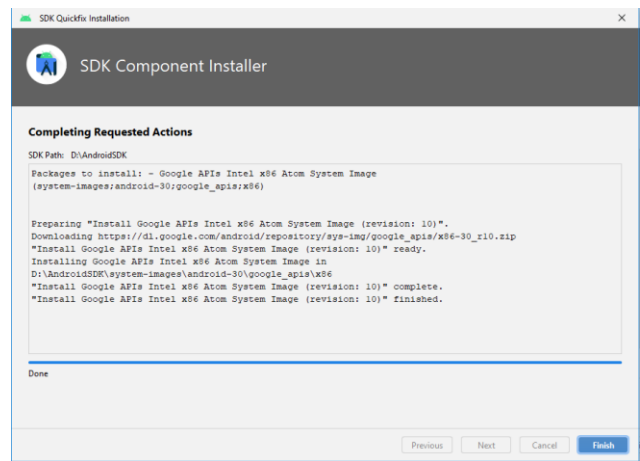 SDK Quickfix Installation
SDK Component Installer
Completing Requested Actions
SDK Path: D:\AndroidSDK
Packages to install: - Google APIs Intel x86 Atom System Image
(system-images;android-30;google_apis;x86)
Preparing "Install Google APIs Intel x86 Atom System Image (revision: 10)".
Downloading https://dl.google.com/android/repository/sys-img/google_apis/x86-30_r10.zip
"Install Google APIs Intel x86 Atom System Image (revision: 10)" ready.
Installing Google APIs Intel x86 Atom System Image in
D:\AndroidSDK\system-images\android-30\google_apis\x86
"Install Google APIs Intel x86 Atom System Image (revision: 10)" complete.
"Install Google APIs Intel x86 Atom System Image (revision: 10)" finished.
Done
Previous Next Cancel Finish